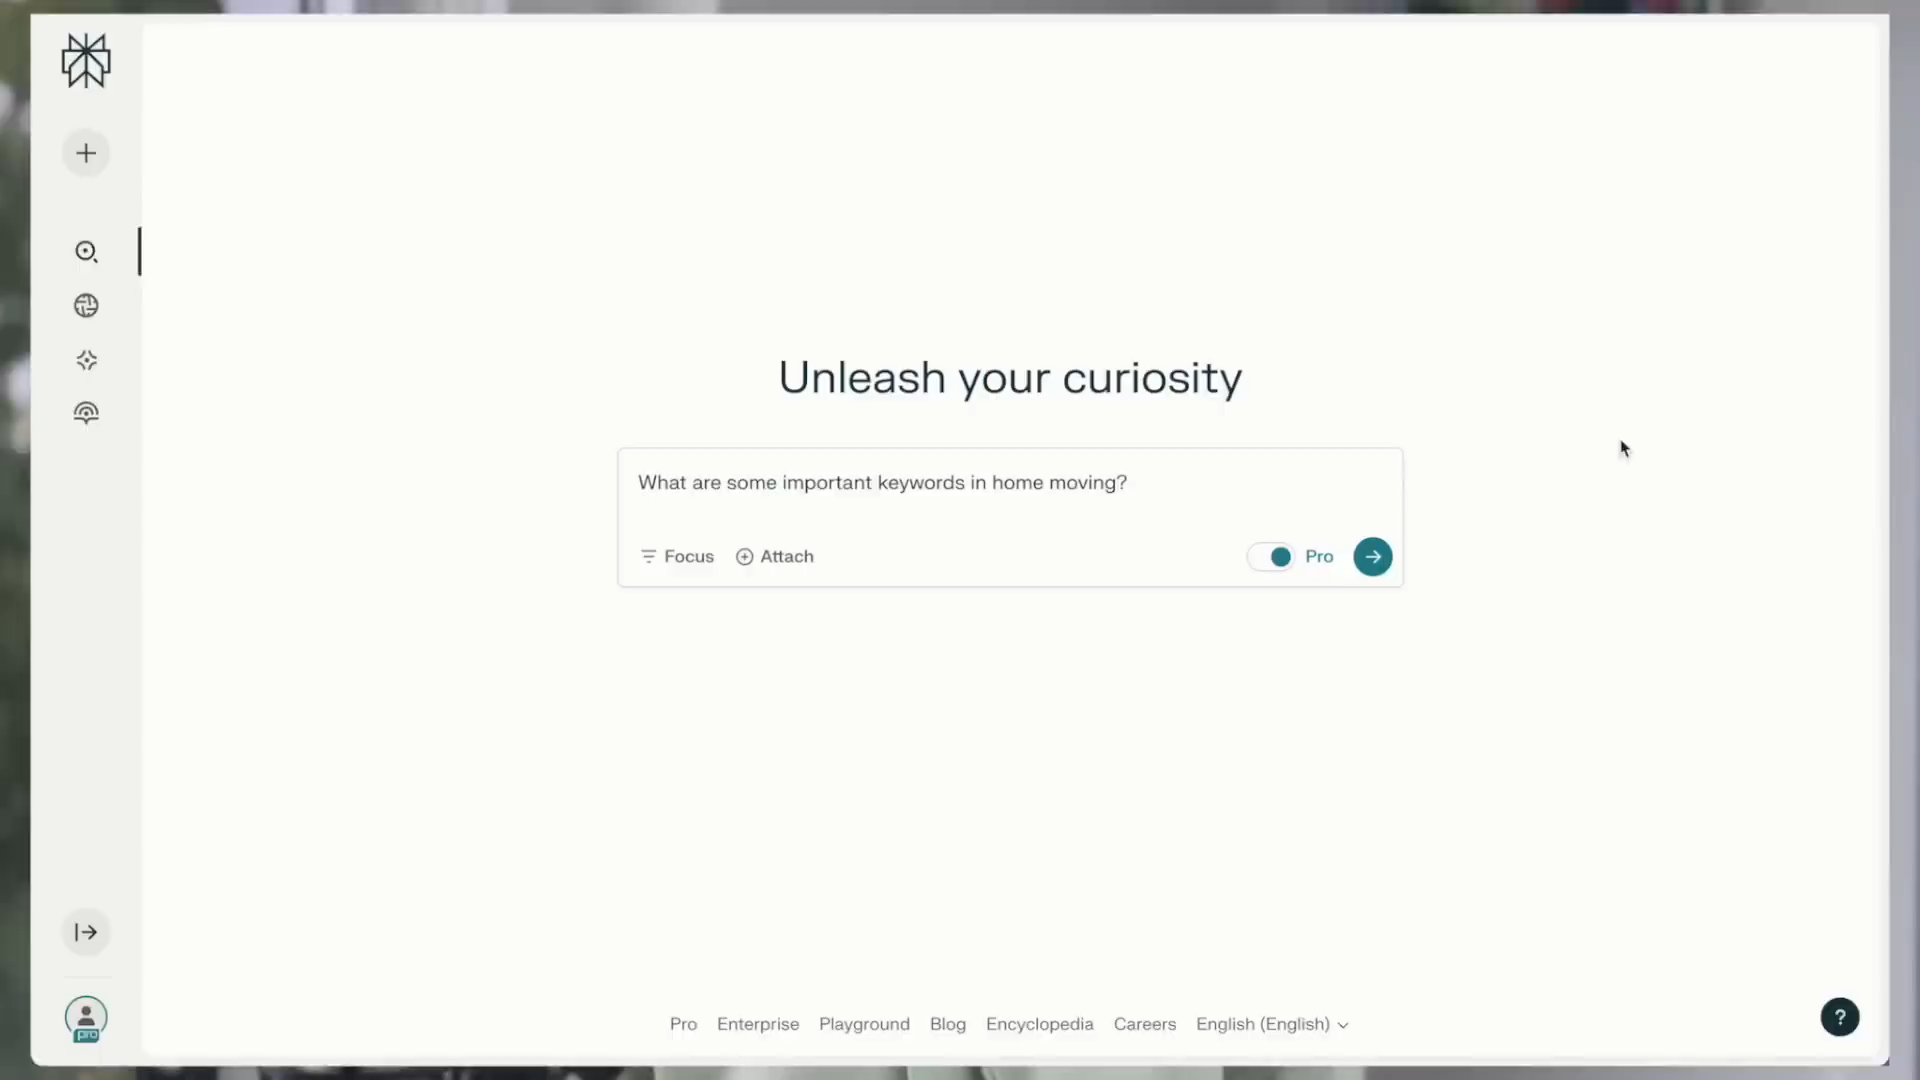 Unleash your curiosity
What are some important keywords in home moving?
Focus Attach Pro
pro
Pro Enterprise Playground Blog Encyclopedia Careers English (English)
?